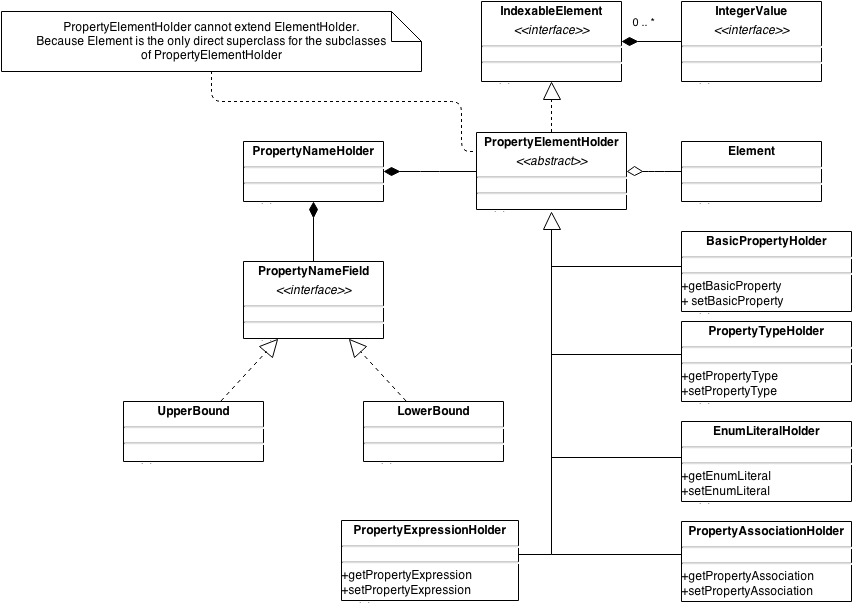 PropertyElementHolder cannot extend ElementHolder.
Because Element is the only direct superclass for the subclasses
of PropertyElementHolder
IndexableElement
<<interface>>
0 .. *
IntegerValue
<<interface>>
PropertyNameHolder
PropertyElementHolder
<<abstract>>
Element
PropertyNameField
<<interface>>
BasicPropertyHolder
+getBasicProperty
+ setBasicProperty
PropertyTypeHolder
+getPropertyType
+setPropertyType
UpperBound
LowerBound
EnumLiteralHolder
+getEnumLiteral
+setEnumLiteral
PropertyExpressionHolder
+getPropertyExpression
+setPropertyExpression
PropertyAssociationHolder
+getPropertyAssociation
+setPropertyAssociation